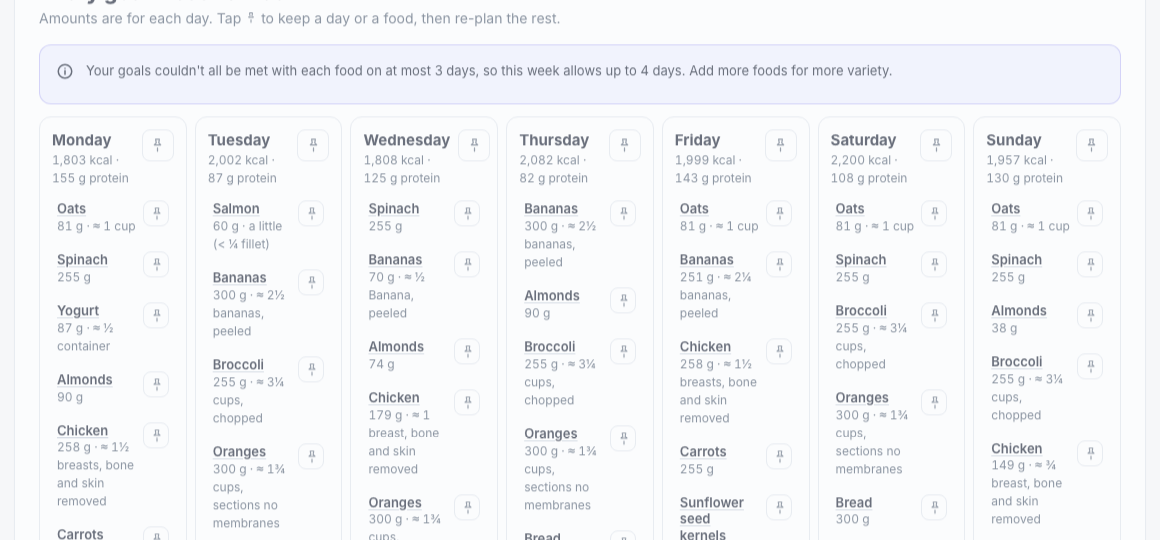 Amounts are for each day. Tap to keep a day or a food, then re-plan the rest.
Your goals couldn't all be met with each food on at most 3 days, so this week allows up to 4 days. Add more foods for more variety.
Monday
1,803 kcal ·
155 g protein
Oats
81 g · ≈ 1 cup
Spinach
255 g
Yogurt
87 g · ≈ ½
container
Almonds
90 g
Chicken
258 g · ≈ 1½
breasts, bone
and skin
removed
Carrots
Tuesday
2,002 kcal ·
87 g protein
Salmon
60 g · a little
(< ¼ fillet)
Bananas
300 g · ≈ 2½
bananas,
peeled
Broccoli
255 g · ≈ 3¼
cups,
chopped
Oranges
300 g · ≈ 1¾
cups,
sections no
membranes
Wednesday
1,808 kcal ·
125 g protein
Spinach
255 g
Bananas
70 g · ≈ ½
Banana,
peeled
Almonds
74 g
Chicken
179 g · ≈ 1
breast, bone
and skin
removed
Oranges
300 g · ≈ 1¾
cups,
Thursday
2,082 kcal ·
82 g protein
Bananas
300 g · ≈ 2½
bananas,
peeled
Almonds
90 g
Broccoli
255 g · ≈ 3¼
cups,
chopped
Oranges
300 g · ≈ 1¾
cups,
sections no
membranes
Bread
Friday
1,999 kcal ·
143 g protein
Oats
81 g · ≈ 1 cup
Bananas
251 g · ≈ 2¼
bananas,
peeled
Chicken
258 g · ≈ 1½
breasts, bone
and skin
removed
Carrots
255 g
Sunflower
seed
kernels
Saturday
2,200 kcal ·
108 g protein
Oats
81 g · ≈ 1 cup
Spinach
255 g
Broccoli
255 g · ≈ 3¼
cups,
chopped
Oranges
300 g · ≈ 1¾
cups,
sections no
membranes
Bread
300 g
Sunday
1,957 kcal ·
130 g protein
Oats
81 g · ≈ 1 cup
Spinach
255 g
Almonds
38 g
Broccoli
255 g · ≈ 3¼
cups,
chopped
Chicken
149 g · ≈ ¾
breast, bone
and skin
removed